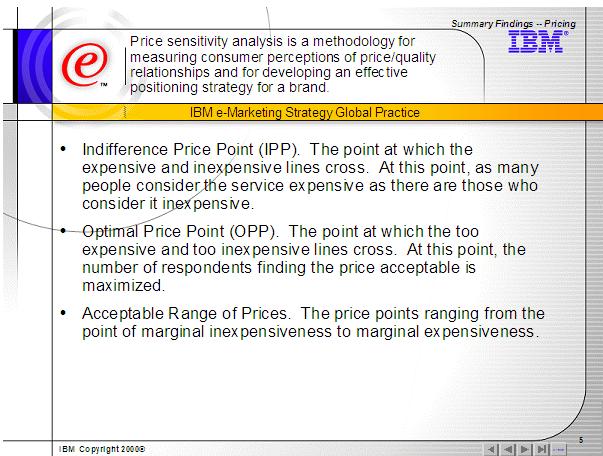 Summary Findings -- Pricing
IBM®
e™
Price sensitivity analysis is a methodology for
measuring consumer perceptions of price/quality
relationships and for developing an effective
positioning strategy for a brand.
IBM e-Marketing Strategy Global Practice
• Indifference Price Point (IPP). The point at which the
expensive and inexpensive lines cross. At this point, as many
people consider the service expensive as there are those who
consider it inexpensive.
• Optimal Price Point (OPP). The point at which the too
expensive and too inexpensive lines cross. At this point, the
number of respondents finding the price acceptable is
maximized.
• Acceptable Range of Prices. The price points ranging from the
point of marginal inexpensiveness to marginal expensiveness.
5
IBM Copyright 2000®